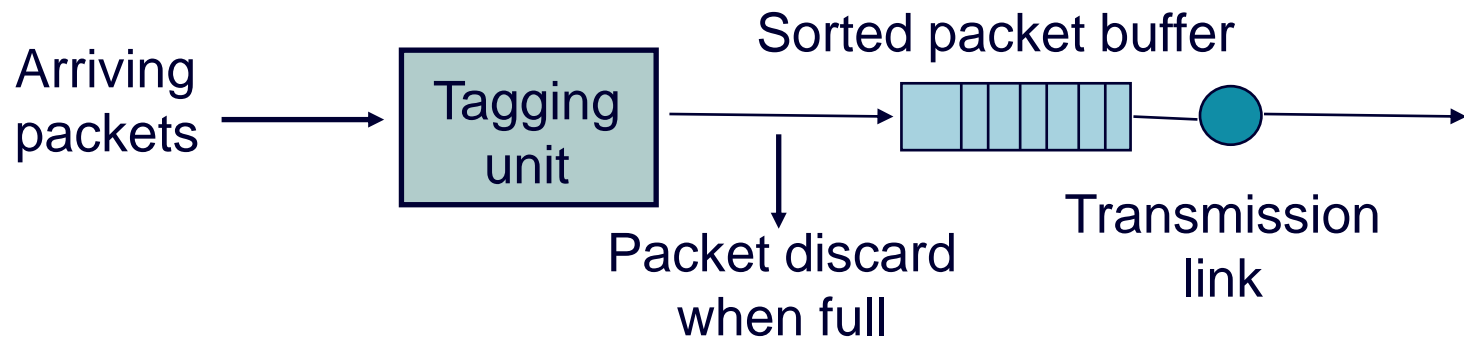 Arriving
packets
Tagging
unit
Sorted packet buffer
Packet discard
when full
Transmission
link